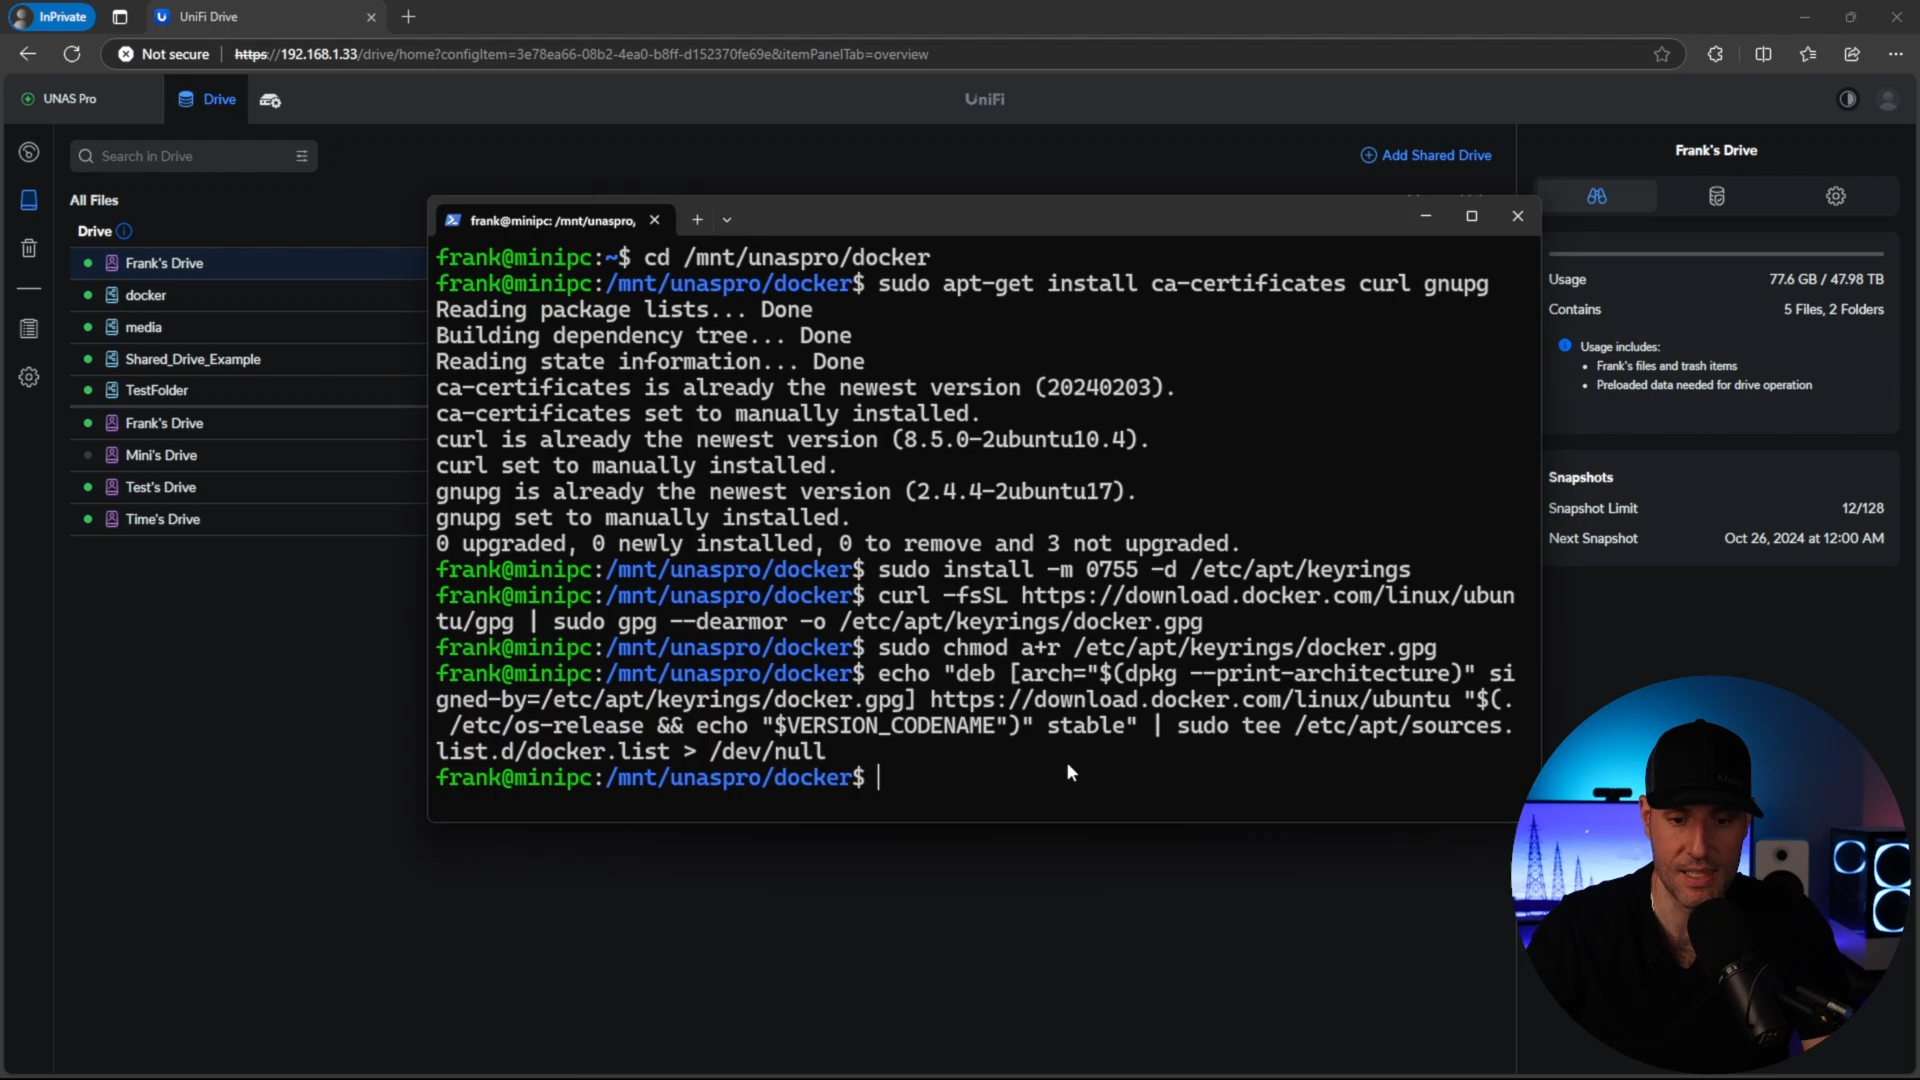 InPrivate
UniFi Drive
Not secure
https://192.168.1.33/drive/home?configItem=3e78ea66-08b2-4ea0-b8ff-d152370fe69e&itemPanelTab=overview
UNAS Pro
Drive
UniFi
Search in Drive
Add Shared Drive
All Files
Drive
Frank's Drive
docker
media
Shared_Drive_Example
TestFolder
Frank's Drive
Mini's Drive
Test's Drive
Time's Drive
frank@minipc: /mnt/unaspro,
frank@minipc:~$ cd /mnt/unaspro/docker
frank@minipc:/mnt/unaspro/docker$ sudo apt-get install ca-certificates curl gnupg
Reading package lists... Done
Building dependency tree... Done
Reading state information... Done
ca-certificates is already the newest version (20240203).
ca-certificates set to manually installed.
curl is already the newest version (8.5.0-2ubuntu10.4).
curl set to manually installed.
gnupg is already the newest version (2.4.4-2ubuntu17).
gnupg set to manually installed.
0 upgraded, 0 newly installed, 0 to remove and 3 not upgraded.
frank@minipc:/mnt/unaspro/docker$ sudo install -m 0755 -d /etc/apt/keyrings
frank@minipc:/mnt/unaspro/docker$ curl -fsSL https://download.docker.com/linux/ubun
tu/gpg | sudo gpg --dearmor -o /etc/apt/keyrings/docker.gpg
frank@minipc:/mnt/unaspro/docker$ sudo chmod a+r /etc/apt/keyrings/docker.gpg
frank@minipc:/mnt/unaspro/docker$ echo "deb [arch="$(dpkg --print-architecture)" si
gned-by=/etc/apt/keyrings/docker.gpg] https://download.docker.com/linux/ubuntu "$(.
 /etc/os-release && echo "$VERSION_CODENAME")" stable" | sudo tee /etc/apt/sources.
list.d/docker.list > /dev/null
frank@minipc:/mnt/unaspro/docker$
Frank's Drive
Usage 77.6 GB / 47.98 TB
Contains 5 Files, 2 Folders
Usage includes:
• Frank's files and trash items
• Preloaded data needed for drive operation
Snapshots
Snapshot Limit 12/128
Next Snapshot Oct 26, 2024 at 12:00 AM